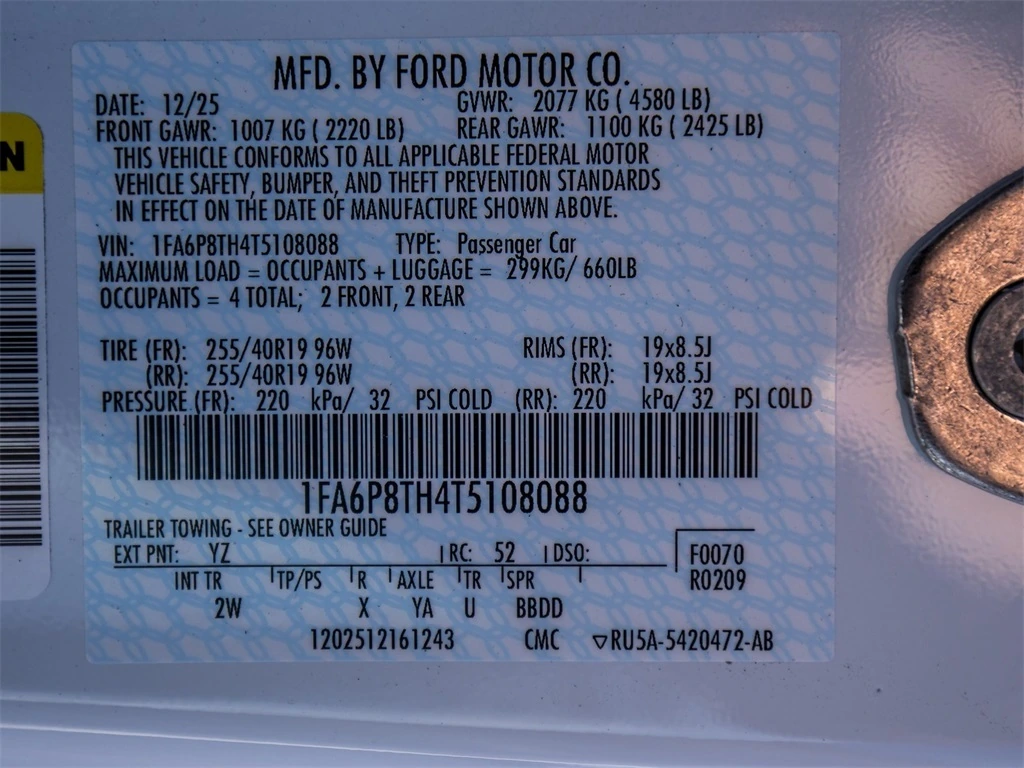 MFD. BY FORD MOTOR CO.
DATE: 12/25 GVWR: 2077 KG ( 4580 LB)
FRONT GAWR: 1007 KG ( 2220 LB) REAR GAWR: 1100 KG ( 2425 LB)
THIS VEHICLE CONFORMS TO ALL APPLICABLE FEDERAL MOTOR
VEHICLE SAFETY, BUMPER, AND THEFT PREVENTION STANDARDS
IN EFFECT ON THE DATE OF MANUFACTURE SHOWN ABOVE.
VIN: 1FA6P8TH4T5108088 TYPE: Passenger Car
MAXIMUM LOAD = OCCUPANTS + LUGGAGE = 299KG/ 660LB
OCCUPANTS = 4 TOTAL; 2 FRONT, 2 REAR
TIRE (FR): 255/40R19 96W RIMS (FR): 19x8.5J
(RR): 255/40R19 96W (RR): 19x8.5J
PRESSURE (FR): 220 kPa/ 32 PSI COLD (RR): 220 kPa/ 32 PSI COLD
1FA6P8TH4T5108088
TRAILER TOWING - SEE OWNER GUIDE
EXT PNT: YZ RC: 52 DSO: F0070
INT TR TP/PS R AXLE TR SPR R0209
2W X YA U BBDD
1202512161243 CMC ▽RU5A-5420472-AB
N